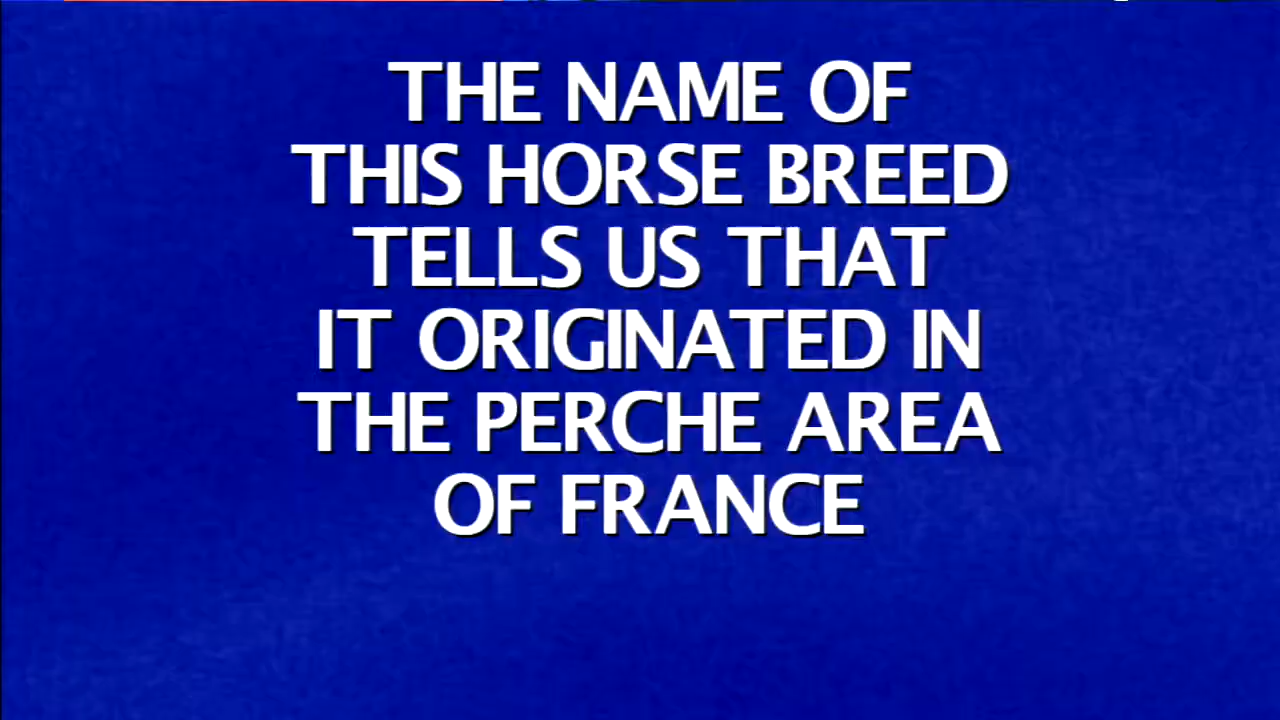 THE NAME OF
THIS HORSE BREED
TELLS US THAT
IT ORIGINATED IN
THE PERCHE AREA
OF FRANCE